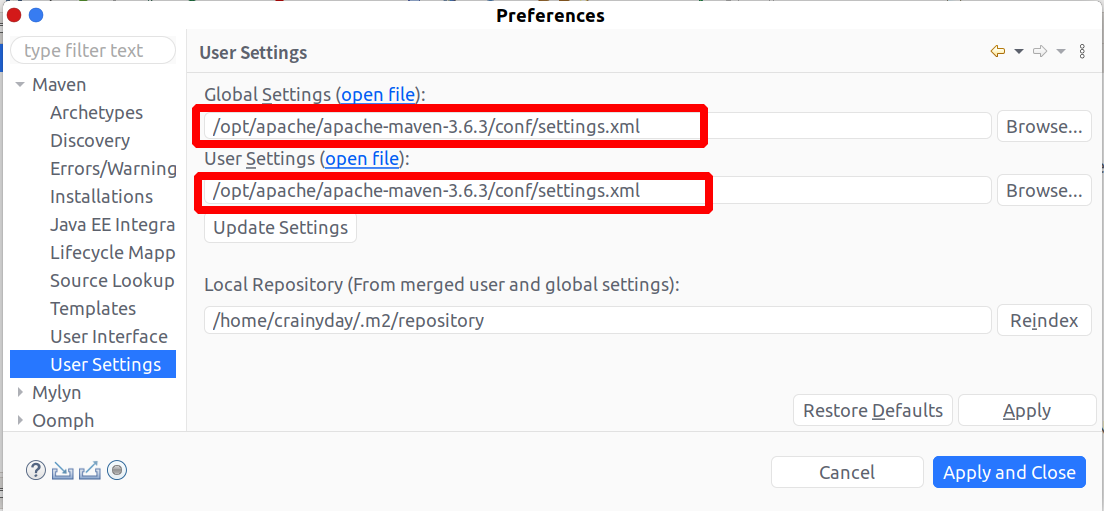 Preferences
type filter text
User Settings
Maven
Archetypes
Discovery
Errors/Warning
Installations
Java EE Integra
Lifecycle Mapp
Source Lookup
Templates
User Interface
User Settings
Mylyn
Oomph
Global Settings (open file):
/opt/apache/apache-maven-3.6.3/conf/settings.xml
Browse...
User Settings (open file):
/opt/apache/apache-maven-3.6.3/conf/settings.xml
Browse...
Update Settings
Local Repository (From merged user and global settings):
/home/crainyday/.m2/repository
Reindex
Restore Defaults
Apply
Cancel
Apply and Close